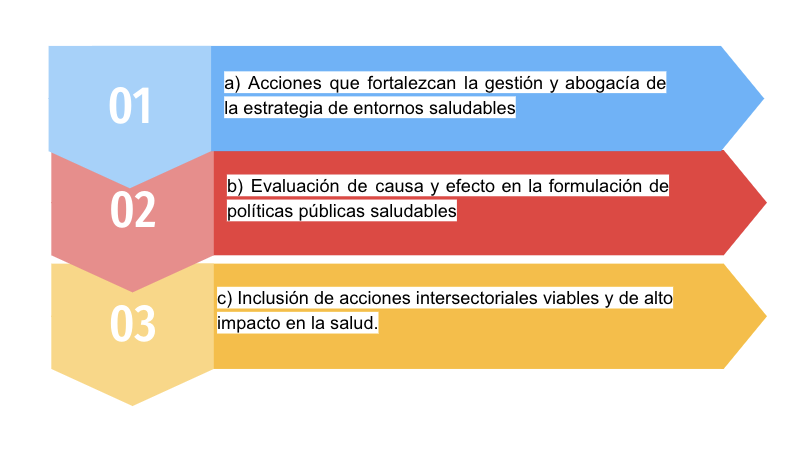 01
a) Acciones que fortalezcan la gestión y abogacía de
la estrategia de entornos saludables
02
b) Evaluación de causa y efecto en la formulación de
políticas públicas saludables
03
c) Inclusión de acciones intersectoriales viables y de alto
impacto en la salud.